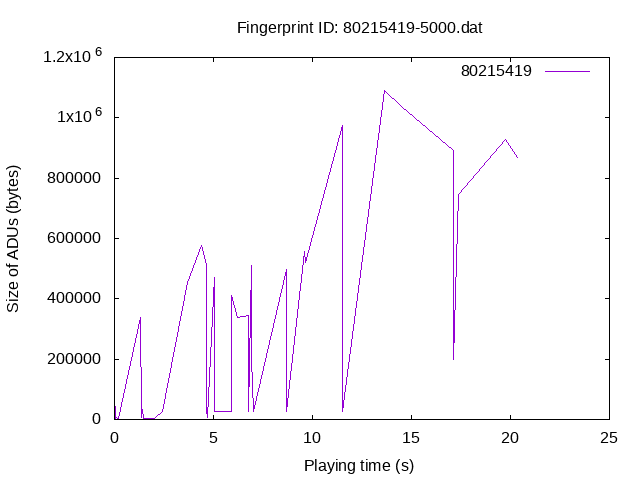 Fingerprint ID: 80215419-5000.dat
1.2x10^6
1x10^6
800000
600000
400000
200000
0
80215419
Size of ADUs (bytes)
0 5 10 15 20 25
Playing time (s)